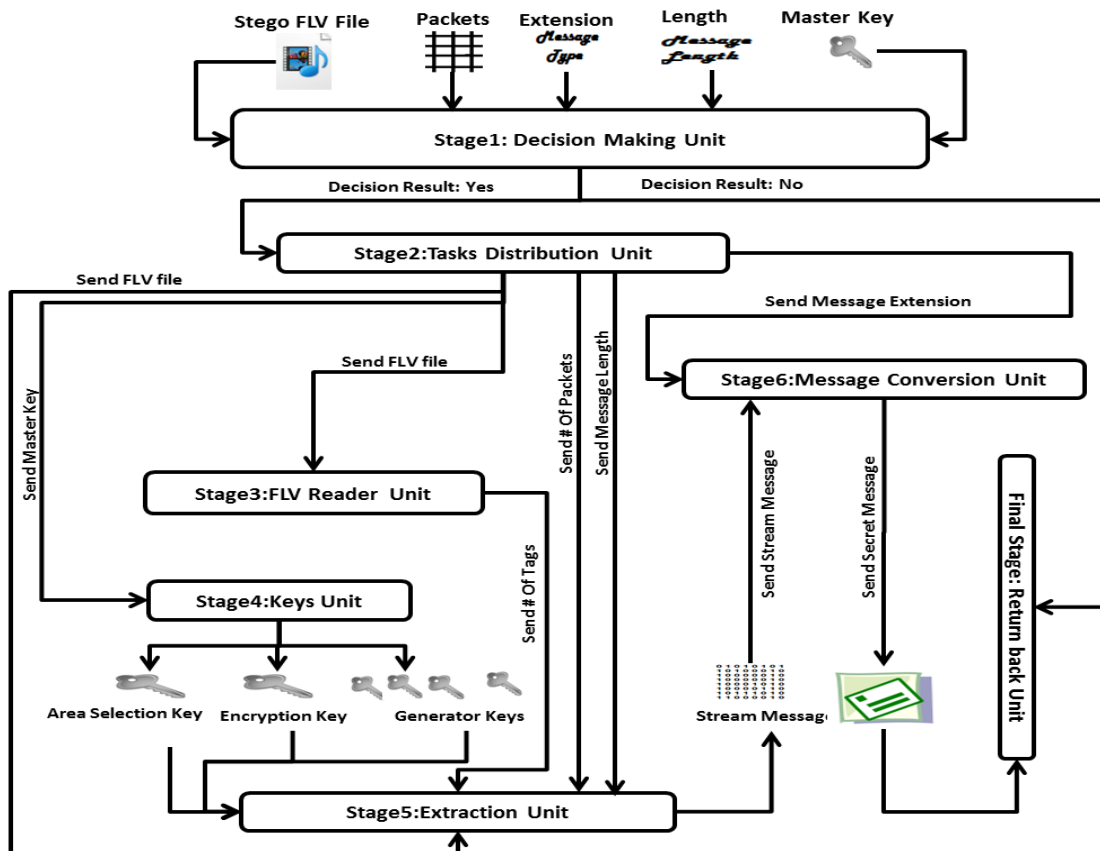 Stego FLV File
Packets
Extension
Length
Master Key
Message
Type
Message
Length
Stage1: Decision Making Unit
Decision Result: Yes
Decision Result: No
Stage2:Tasks Distribution Unit
Send FLV file
Send Message Extension
Send FLV file
Send Master Key
Send # Of Packets
Send Message Length
Stage6:Message Conversion Unit
Stage3:FLV Reader Unit
Send # Of Tags
Send Stream Message
Send Secret Message
Final Stage: Return back Unit
Stage4:Keys Unit
Area Selection Key
Encryption Key
Generator Keys
Stream Message
Stage5:Extraction Unit